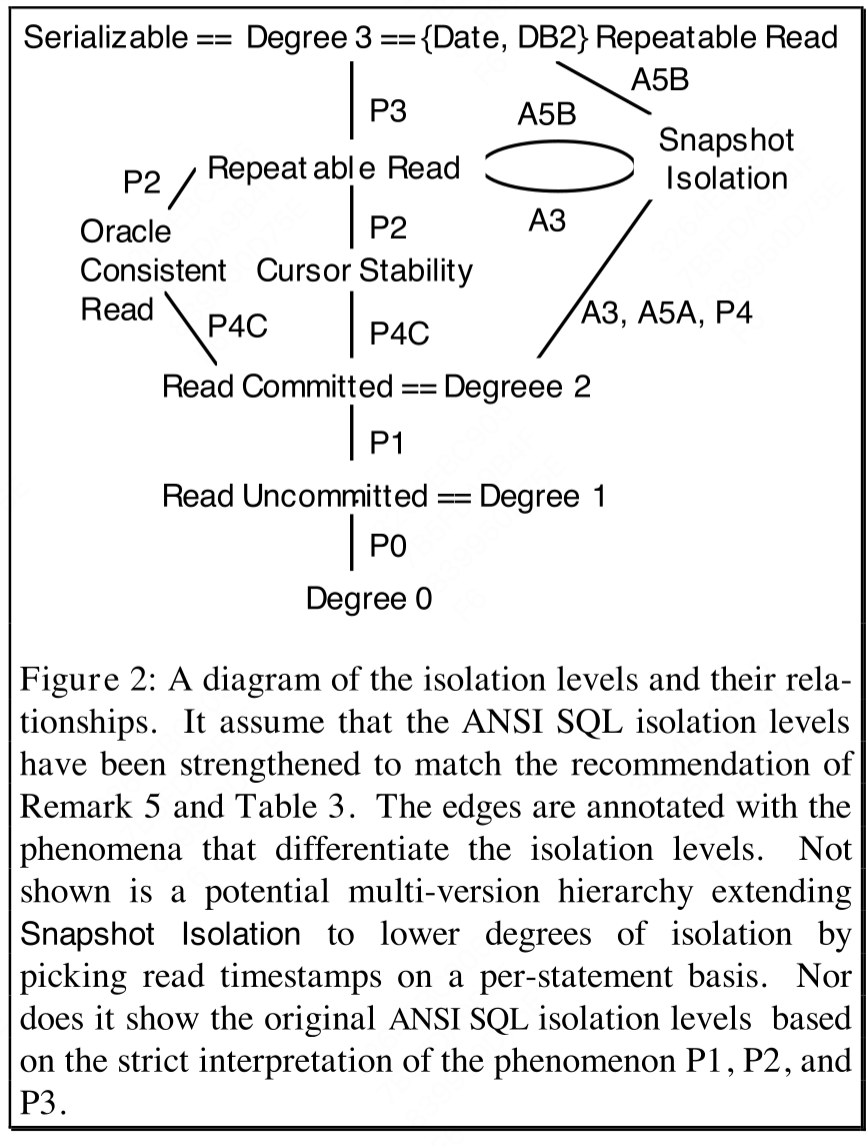 Serializable == Degree 3 == {Date, DB2} Repeatable Read
A5B
P3
A5B
Snapshot
Isolation
P2
Repeatable Read
A3
Oracle
Consistent
Read
P2
Cursor Stability
P4C
P4C
A3, A5A, P4
Read Committed == Degreee 2
P1
Read Uncommitted == Degree 1
P0
Degree 0
Figure 2: A diagram of the isolation levels and their rela-
tionships. It assume that the ANSI SQL isolation levels
have been strengthened to match the recommendation of
Remark 5 and Table 3. The edges are annotated with the
phenomena that differentiate the isolation levels. Not
shown is a potential multi-version hierarchy extending
Snapshot Isolation to lower degrees of isolation by
picking read timestamps on a per-statement basis. Nor
does it show the original ANSI SQL isolation levels based
on the strict interpretation of the phenomenon P1, P2, and
P3.